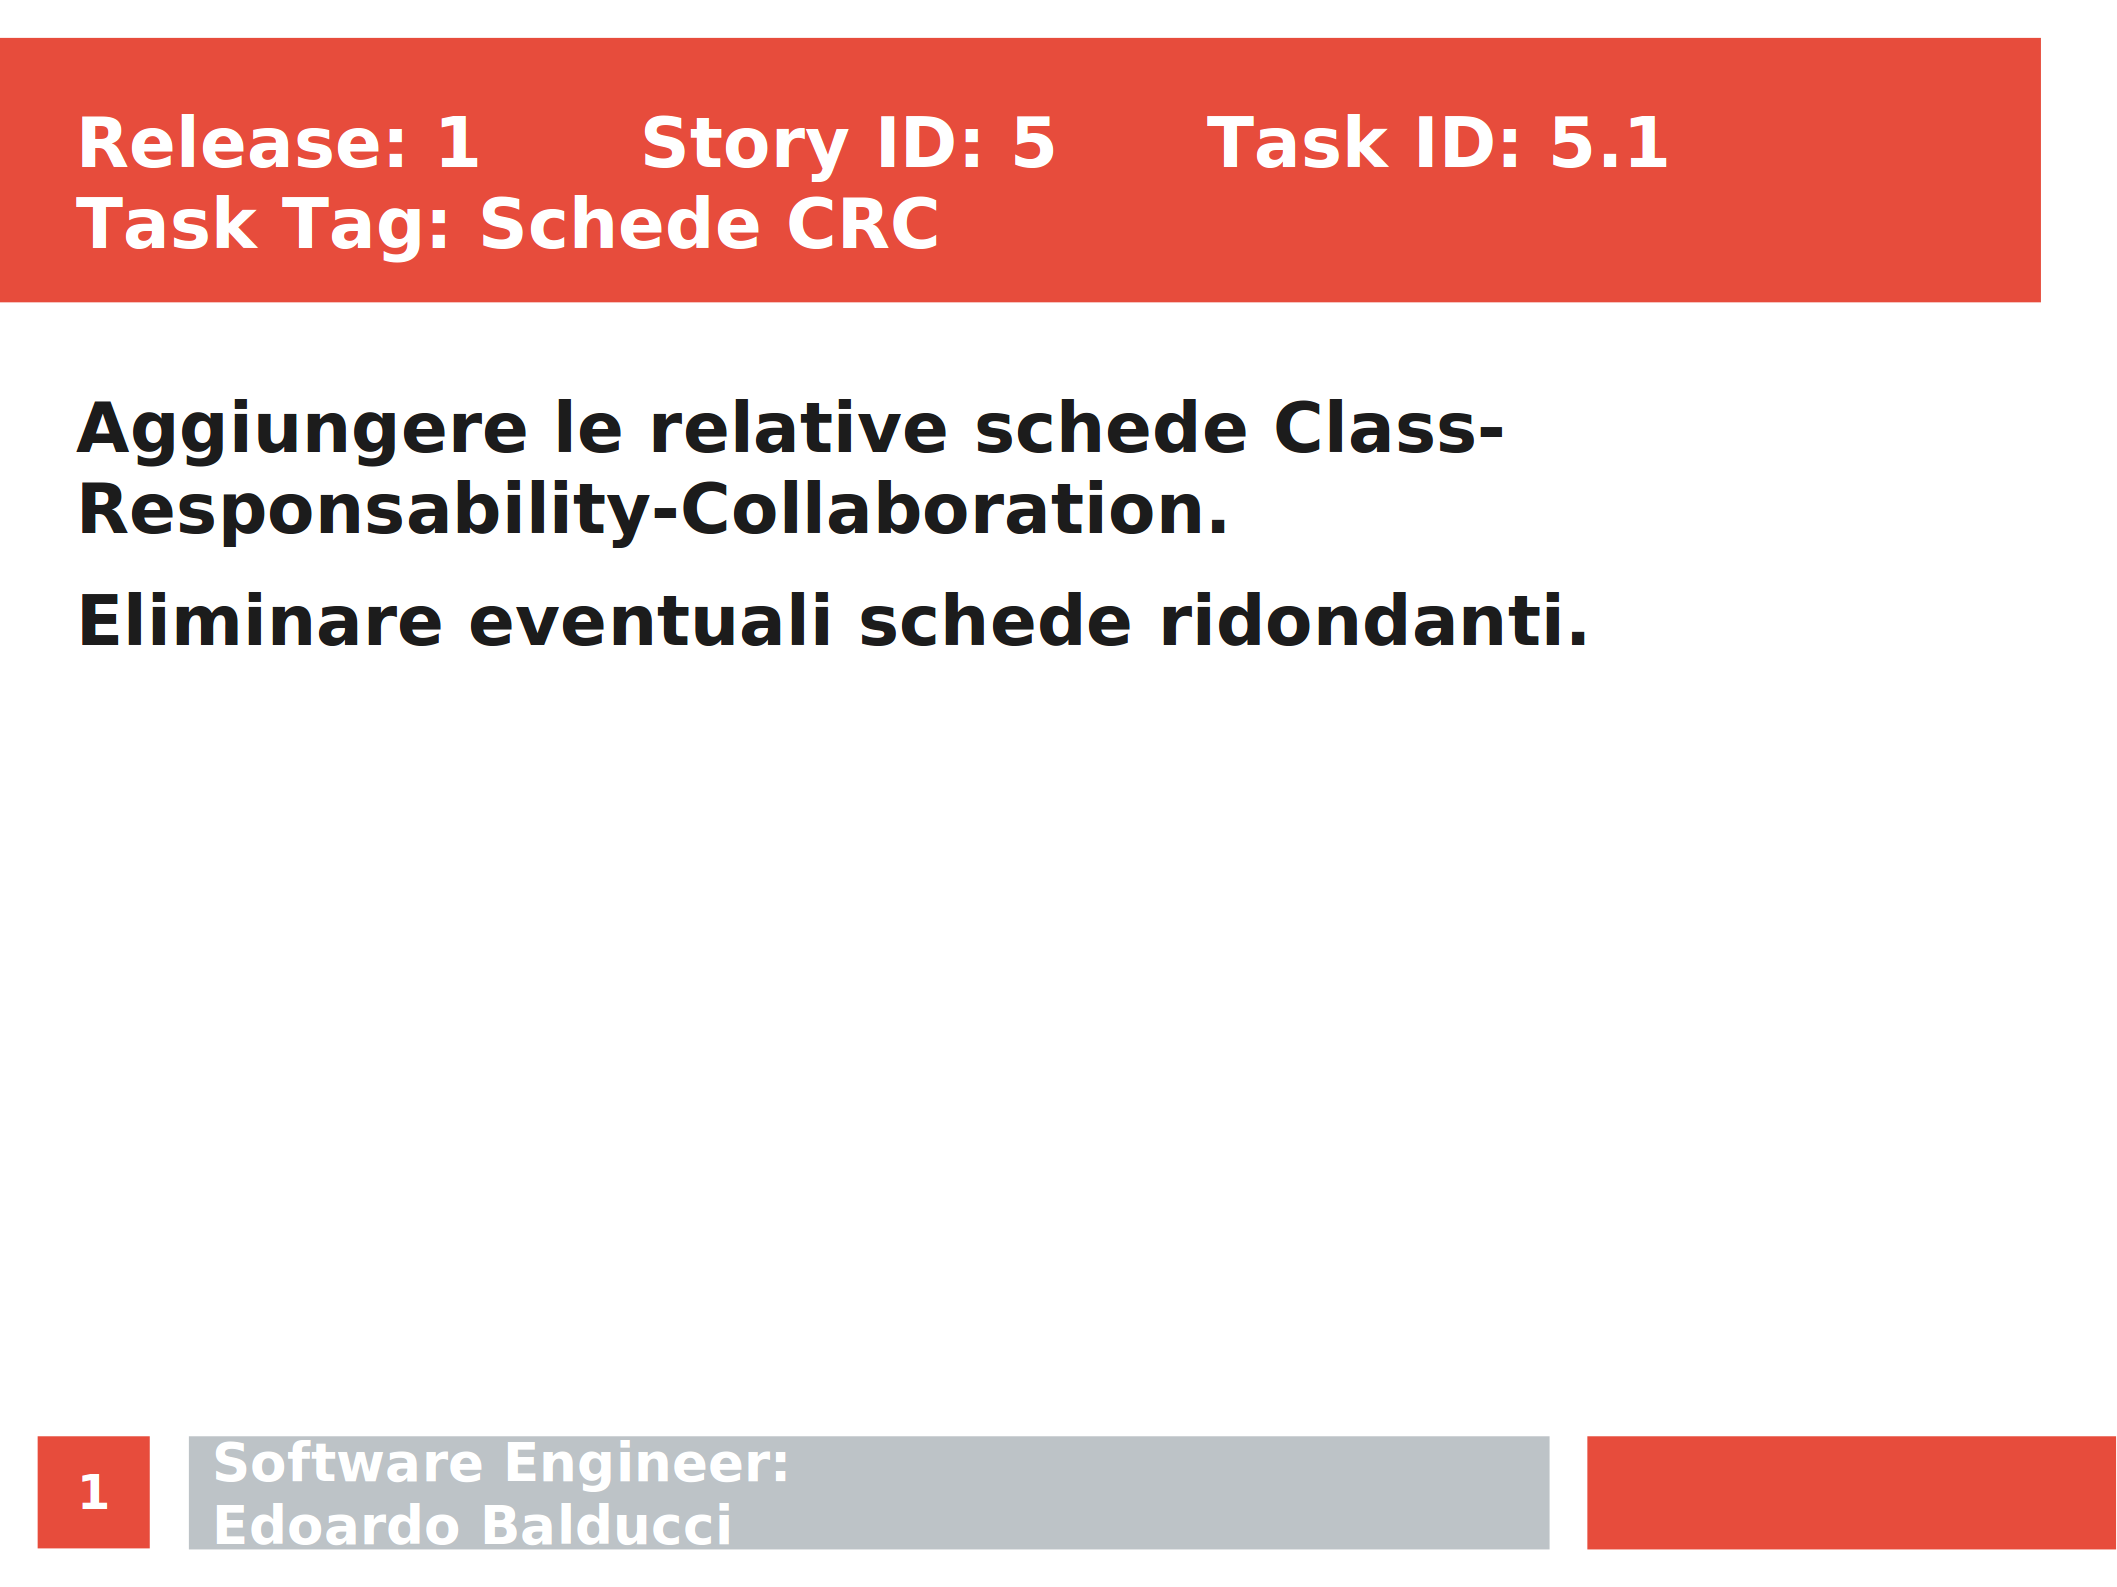 Release: 1 Story ID: 5 Task ID: 5.1
Task Tag: Schede CRC
Aggiungere le relative schede Class-
Responsability-Collaboration.
Eliminare eventuali schede ridondanti.
1
Software Engineer:
Edoardo Balducci